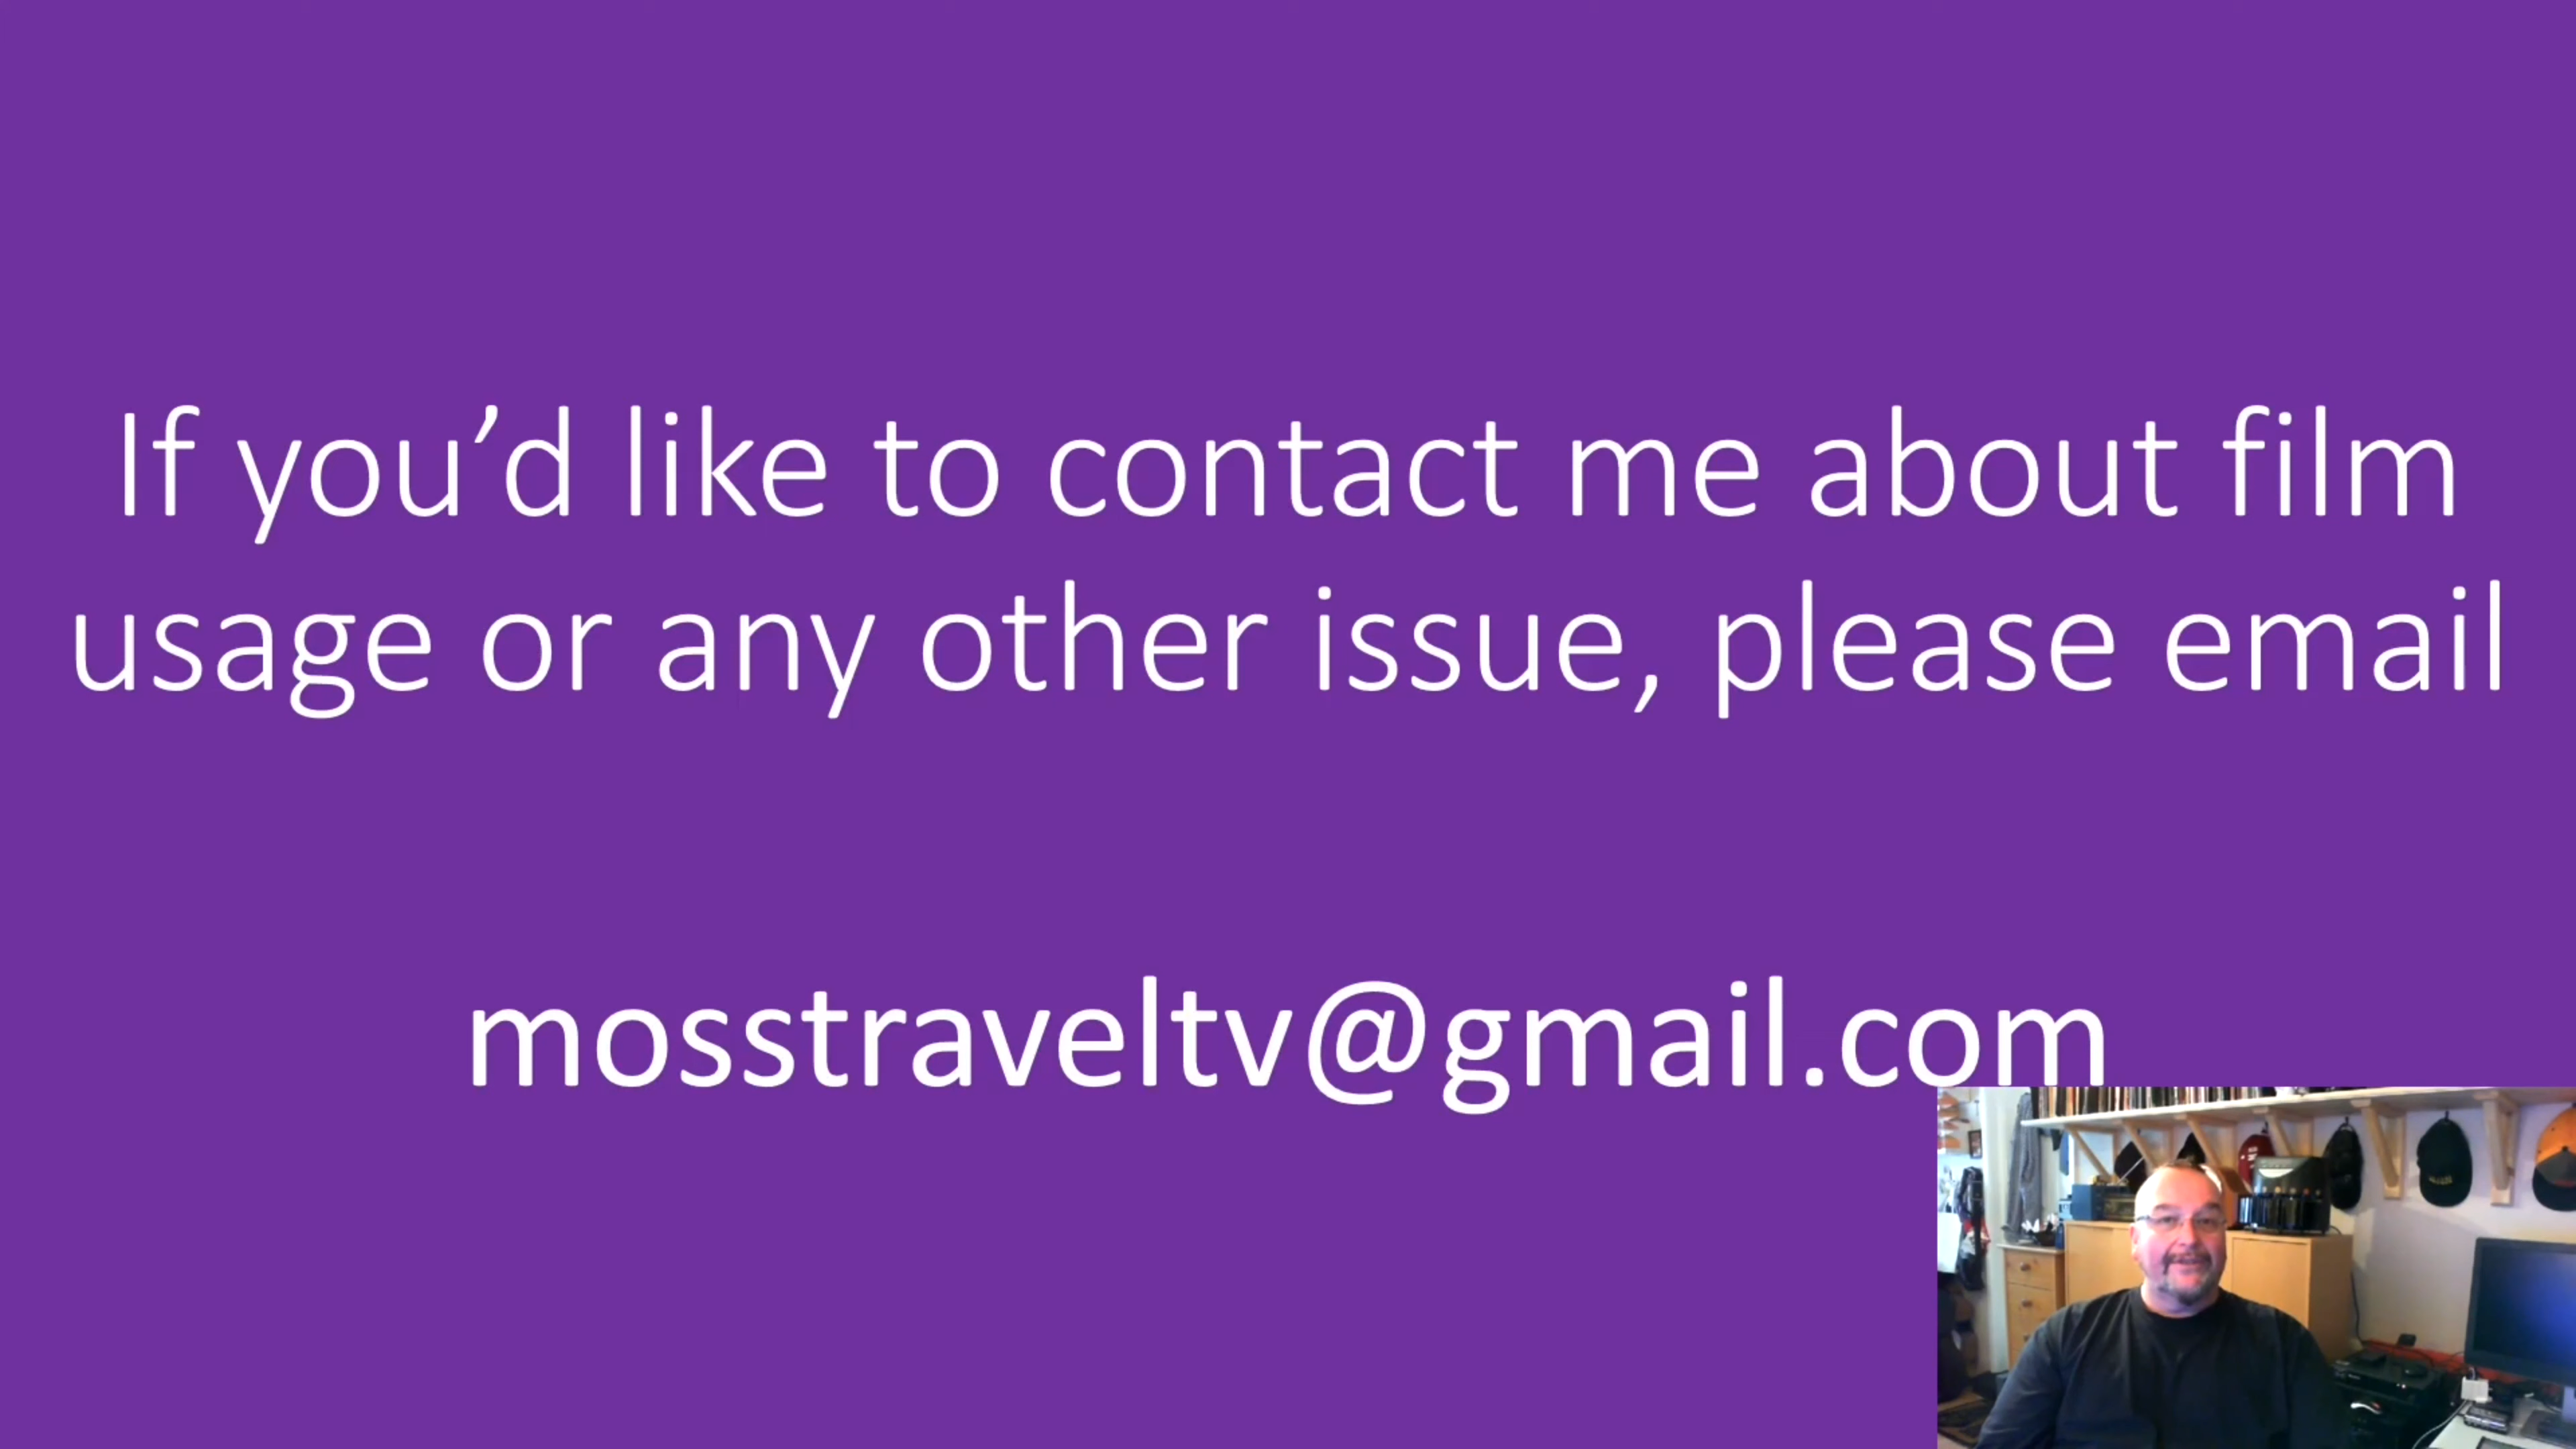 If you’d like to contact me about film
usage or any other issue, please email
mosstraveltv@gmail.com